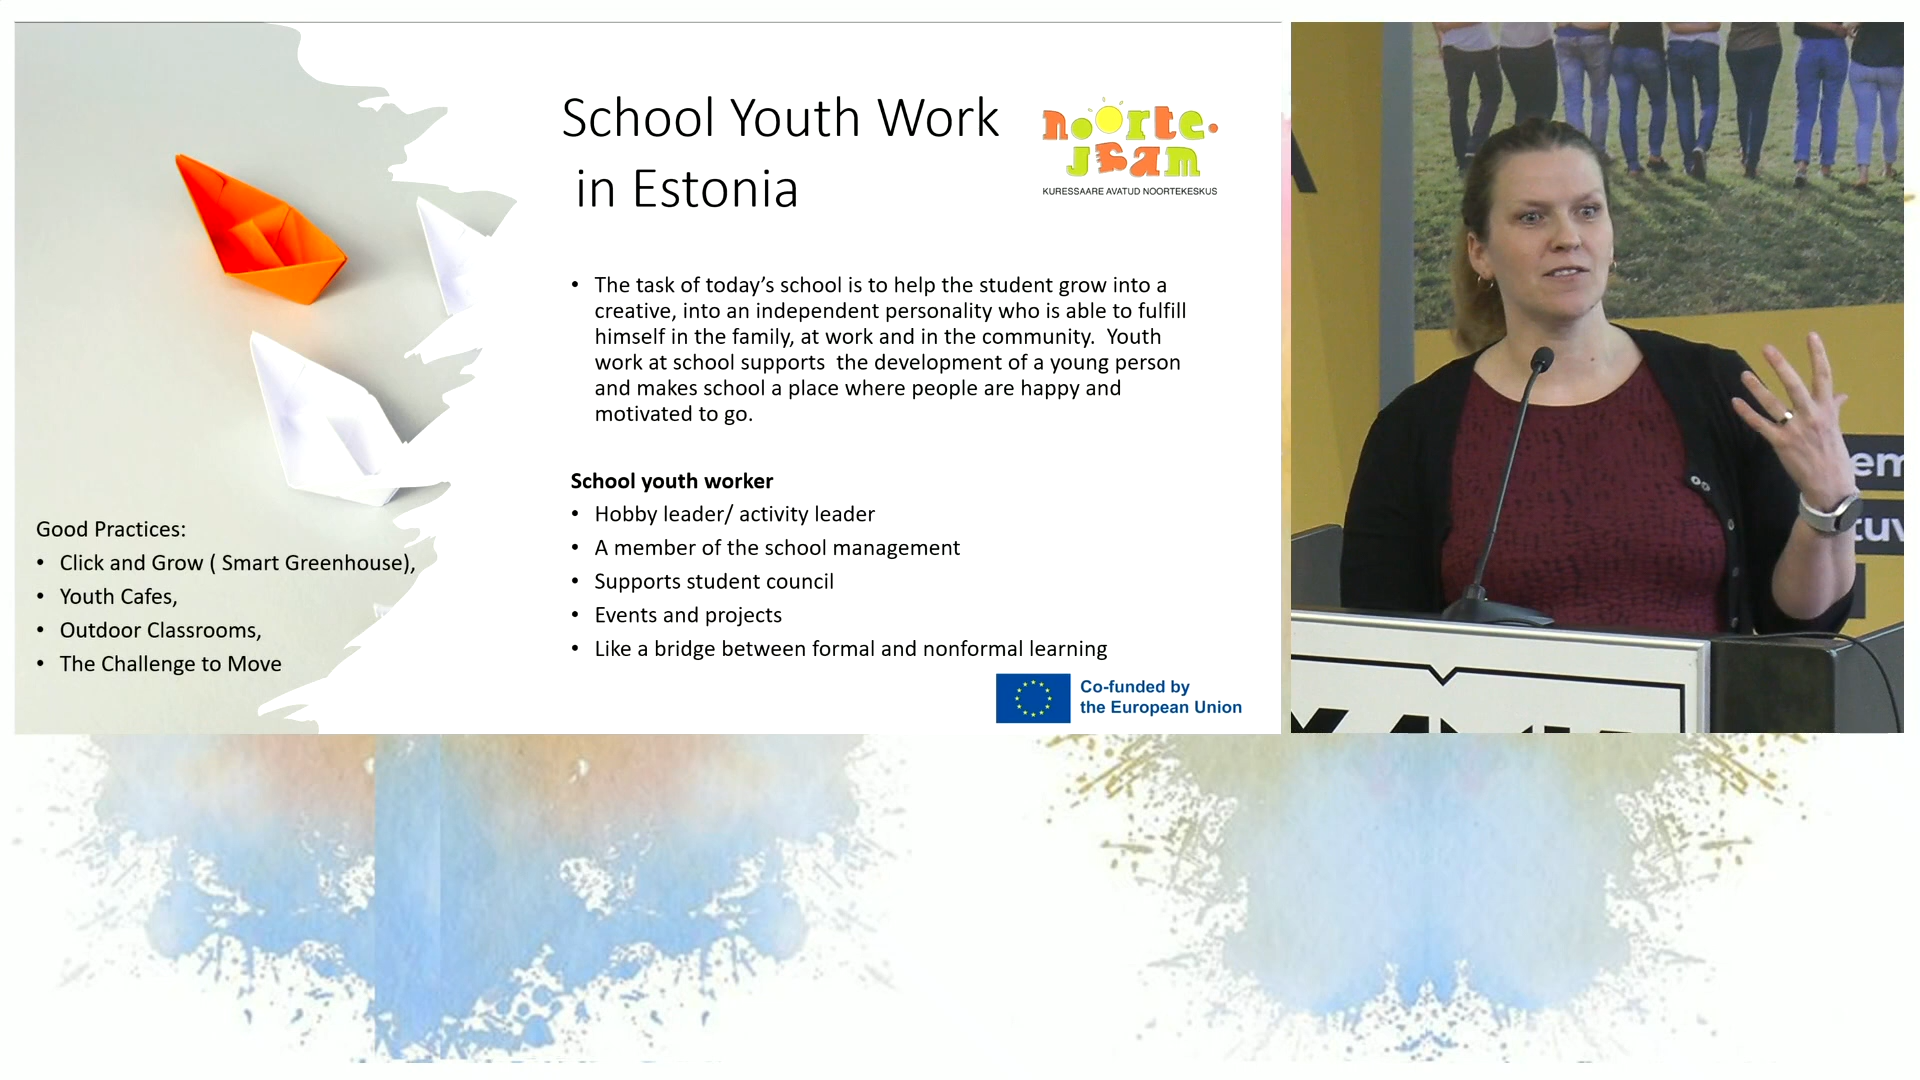 School Youth Work
in Estonia
noorte.
jaam
KURESSAARE AVATUD NOORTEKESKUS
• The task of today’s school is to help the student grow into a
creative, into an independent personality who is able to fulfill
himself in the family, at work and in the community.  Youth
work at school supports  the development of a young person
and makes school a place where people are happy and
motivated to go.
School youth worker
• Hobby leader/ activity leader
• A member of the school management
• Supports student council
• Events and projects
• Like a bridge between formal and nonformal learning
Good Practices:
• Click and Grow ( Smart Greenhouse),
• Youth Cafes,
• Outdoor Classrooms,
• The Challenge to Move
Co-funded by
the European Union
em
tuv